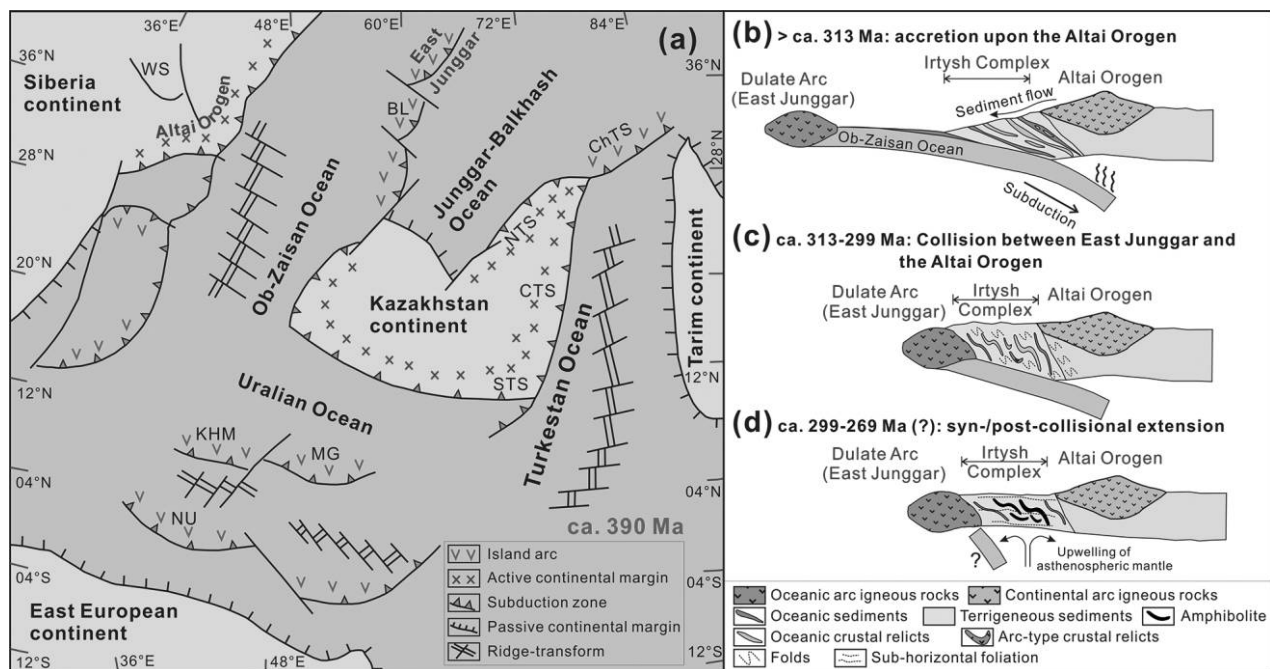 (a)
36°E
48°E
60°E
72°E
84°E
36°N
28°N
20°N
12°N
04°N
04°S
12°S
36°N
28°N
12°N
04°N
04°S
12°S
36°E
48°E
Siberia
continent
WS
Altai Orogen
East
Junggar
BL
Ob-Zaisan Ocean
Junggar-Balkhash
Ocean
ChTS
NTS
CTS
STS
Kazakhstan
continent
Turkestan Ocean
Tarim continent
Uralian Ocean
KHM
MG
NU
East European
continent
ca. 390 Ma
Island arc
Active continental margin
Subduction zone
Passive continental margin
Ridge-transform
(b) > ca. 313 Ma: accretion upon the Altai Orogen
Irtysh Complex
Dulate Arc
(East Junggar)
Altai Orogen
Sediment flow
Ob-Zaisan Ocean
Subduction
(c) ca. 313-299 Ma: Collision between East Junggar and
the Altai Orogen
Dulate Arc
(East Junggar)
Irtysh
Complex
Altai Orogen
(d) ca. 299-269 Ma (?): syn-/post-collisional extension
Dulate Arc
(East Junggar)
Irtysh
Complex
Altai Orogen
?
Upwelling of
asthenospheric mantle
Oceanic arc igneous rocks
Continental arc igneous rocks
Oceanic sediments
Terrigeneous sediments
Amphibolite
Oceanic crustal relicts
Arc-type crustal relicts
Folds
Sub-horizontal foliation